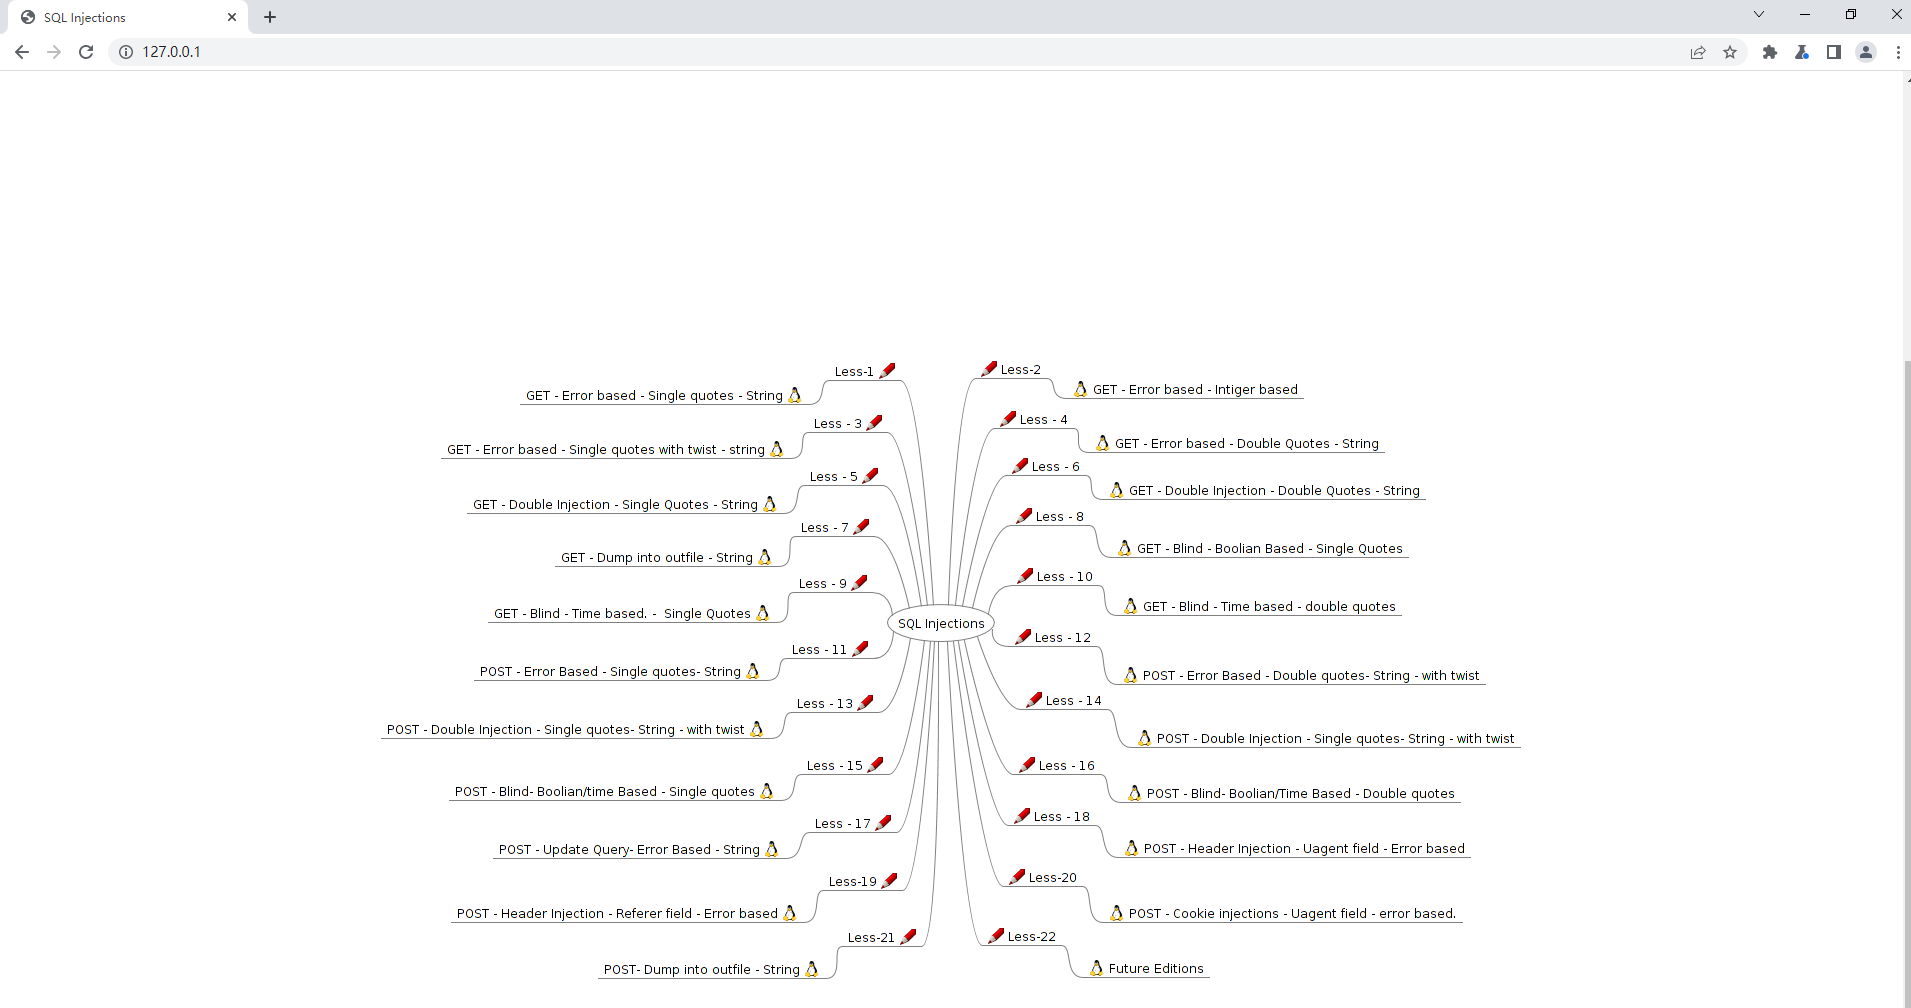 SQL Injections
127.0.0.1
Less-1
GET - Error based - Single quotes - String
Less - 3
GET - Error based - Single quotes with twist - string
Less - 5
GET - Double Injection - Single Quotes - String
Less - 7
GET - Dump into outfile - String
Less - 9
GET - Blind - Time based. -  Single Quotes
Less - 11
POST - Error Based - Single quotes- String
Less - 13
POST - Double Injection - Single quotes- String - with twist
Less - 15
POST - Blind- Boolian/time Based - Single quotes
Less - 17
POST - Update Query- Error Based - String
Less-19
POST - Header Injection - Referer field - Error based
Less-21
POST- Dump into outfile - String
SQL Injections
Less-2
GET - Error based - Intiger based
Less - 4
GET - Error based - Double Quotes - String
Less - 6
GET - Double Injection - Double Quotes - String
Less - 8
GET - Blind - Boolian Based - Single Quotes
Less - 10
GET - Blind - Time based - double quotes
Less - 12
POST - Error Based - Double quotes- String - with twist
Less - 14
POST - Double Injection - Single quotes- String - with twist
Less - 16
POST - Blind- Boolian/Time Based - Double quotes
Less - 18
POST - Header Injection - Uagent field - Error based
Less-20
POST - Cookie injections - Uagent field - error based.
Less-22
Future Editions